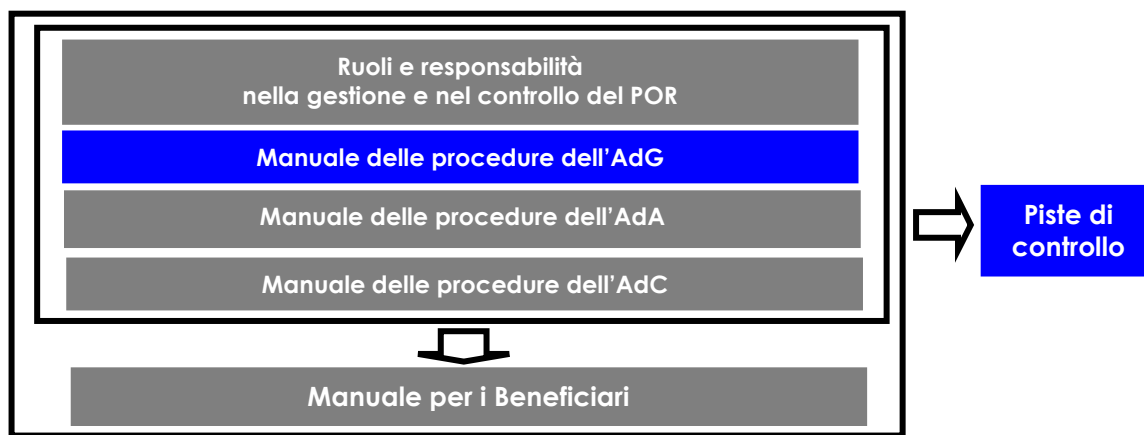 Ruoli e responsabilità
nella gestione e nel controllo del POR
Manuale delle procedure dell’AdG
Manuale delle procedure dell’AdA
Manuale delle procedure dell’AdC
Manuale per i Beneficiari
Piste di
controllo